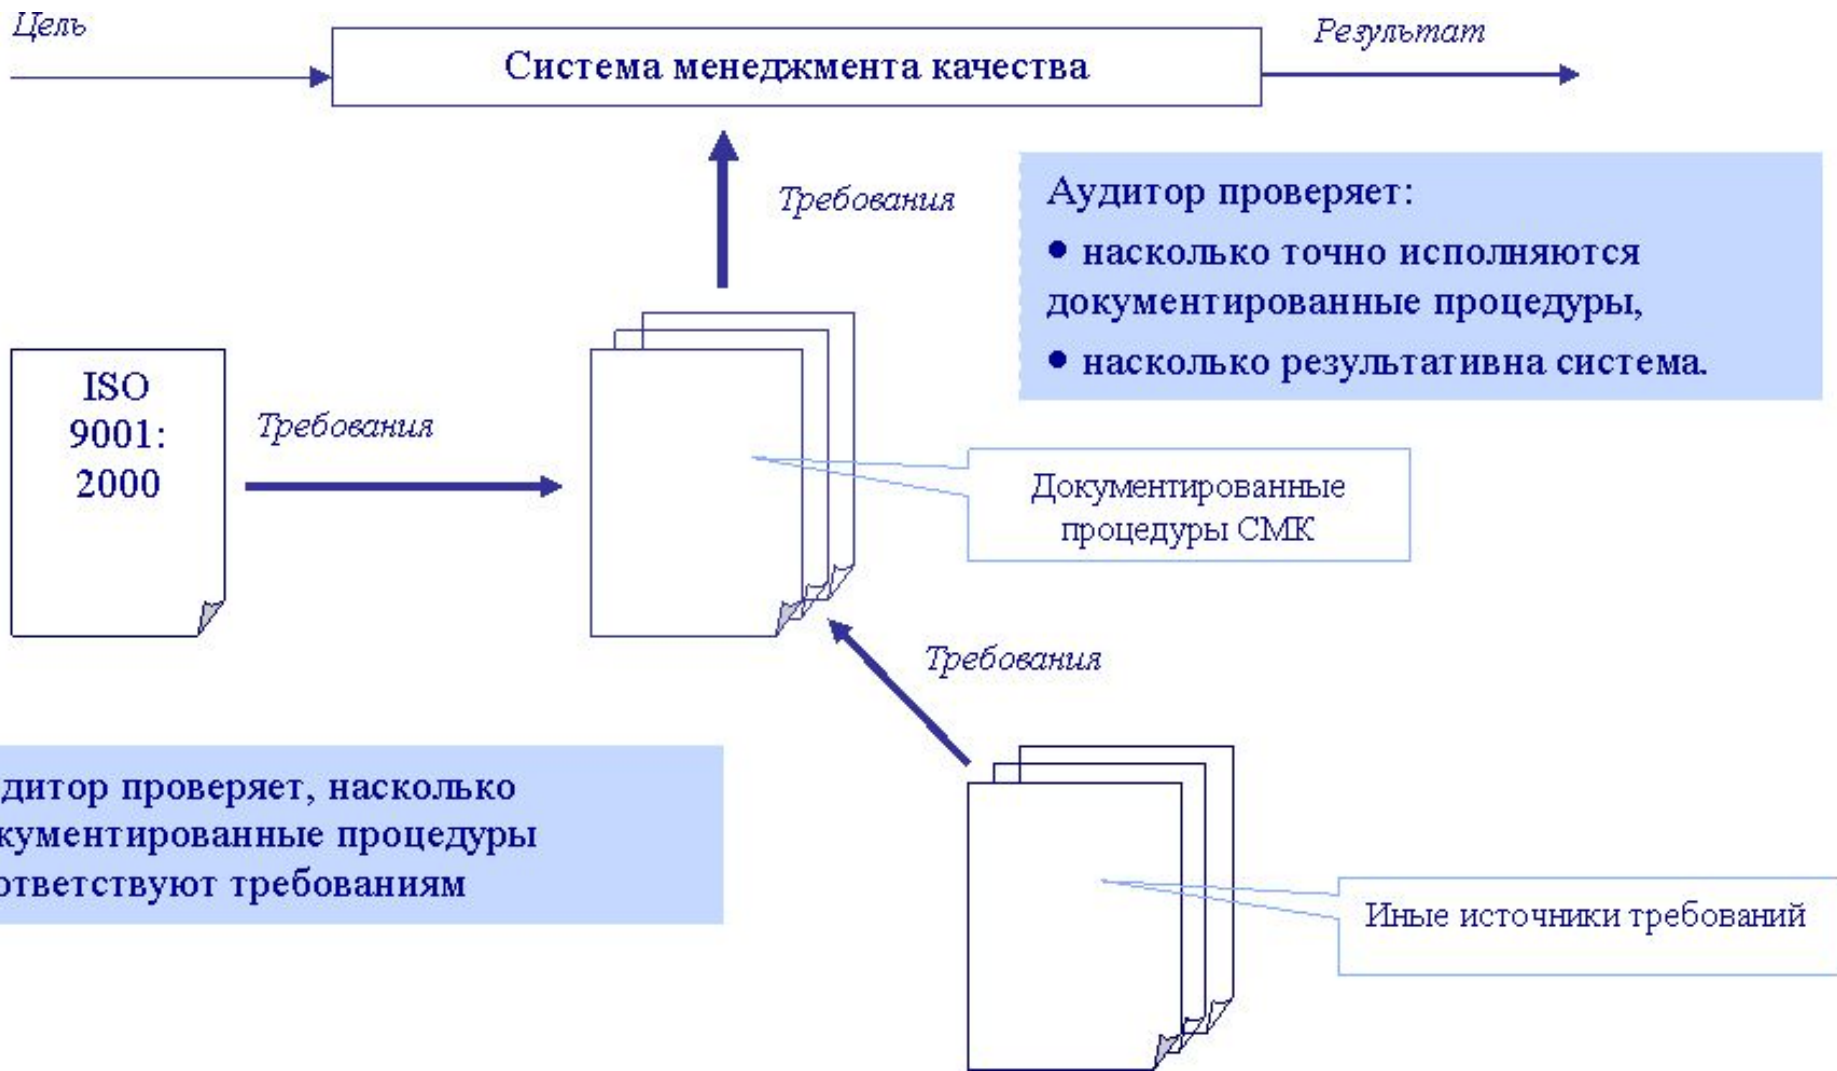 Цель
Результат
Система менеджмента качества
Требования
Аудитор проверяет:
• насколько точно исполняются
документированные процедуры,
• насколько результативна система.
ISO
9001:
2000
Требования
Документированные
процедуры СМК
Требования
дитор проверяет, насколько
кументированные процедуры
ответствуют требованиям
Иные источники требований